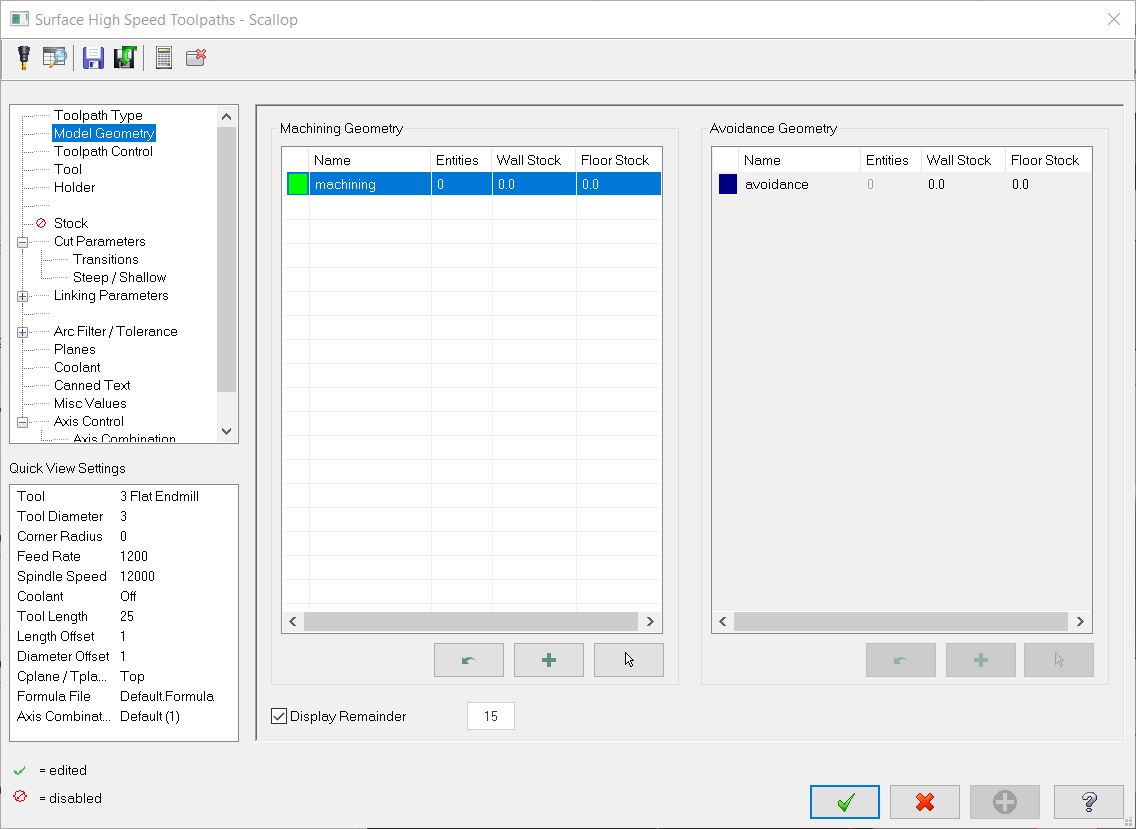 Surface High Speed Toolpaths - Scallop
Toolpath Type
Model Geometry
Toolpath Control
Tool
Holder
Stock
Cut Parameters
Transitions
Steep / Shallow
Linking Parameters
Arc Filter / Tolerance
Planes
Coolant
Canned Text
Misc Values
Axis Control
Axis Combination
Quick View Settings
Tool 3 Flat Endmill
Tool Diameter 3
Corner Radius 0
Feed Rate 1200
Spindle Speed 12000
Coolant Off
Tool Length 25
Length Offset 1
Diameter Offset 1
Cplane / Tpla... Top
Formula File Default.Formula
Axis Combinat... Default (1)
= edited
= disabled
Machining Geometry
Name Entities Wall Stock Floor Stock
machining 0 0.0 0.0
Display Remainder 15
Avoidance Geometry
Name Entities Wall Stock Floor Stock
avoidance 0 0.0 0.0